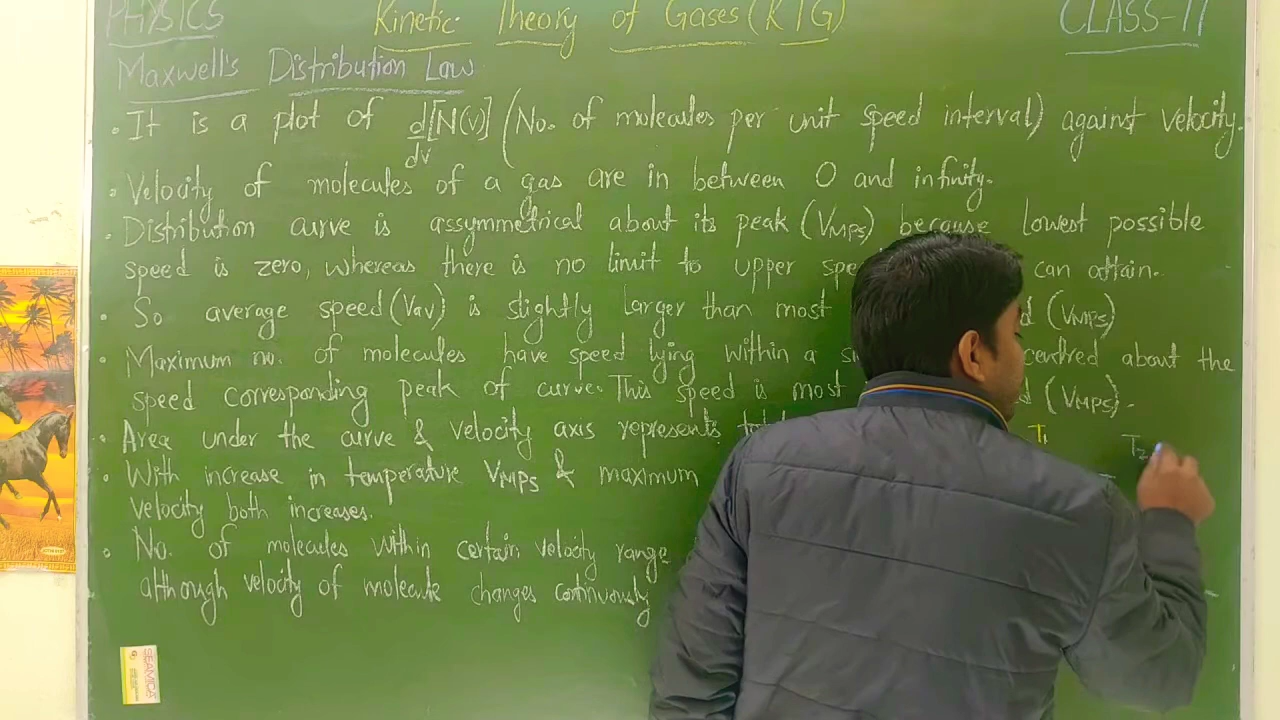 PHYSICS Kinetic Theory of Gases (KTG) CLASS-11
Maxwell's Distribution Law
• It is a plot of d/dv [N(v)] (No. of molecules per unit speed interval) against velocity.
• Velocity of molecules of a gas are in between 0 and infinity.
• Distribution curve is assymmetrical about its peak (VMPS) because lowest possible
speed is zero, whereas there is no limit to upper can attain.
• So average speed (Vav) is slightly larger than most (VMPS)
• Maximum no. of molecules have speed lying within a centred about the
speed corresponding peak of curve. This speed is most (VMPS).
• Area under the curve & velocity axis represents T1
T2
• With increase in temperature VMPS & maximum
velocity both increases.
• No. of molecules within certain velocity range
although velocity of molecule changes continuously
SEAMIDA